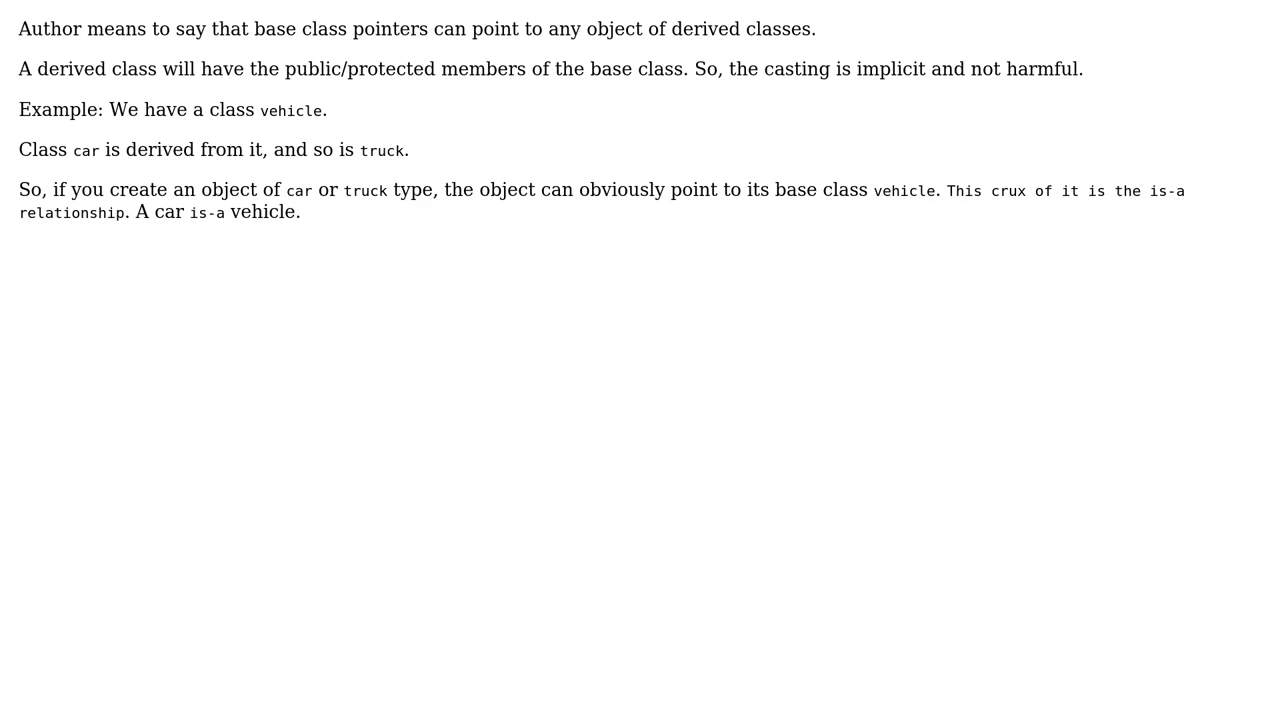 Author means to say that base class pointers can point to any object of derived classes.
A derived class will have the public/protected members of the base class. So, the casting is implicit and not harmful.
Example: We have a class vehicle.
Class car is derived from it, and so is truck.
So, if you create an object of car or truck type, the object can obviously point to its base class vehicle. This crux of it is the is-a
relationship. A car is-a vehicle.